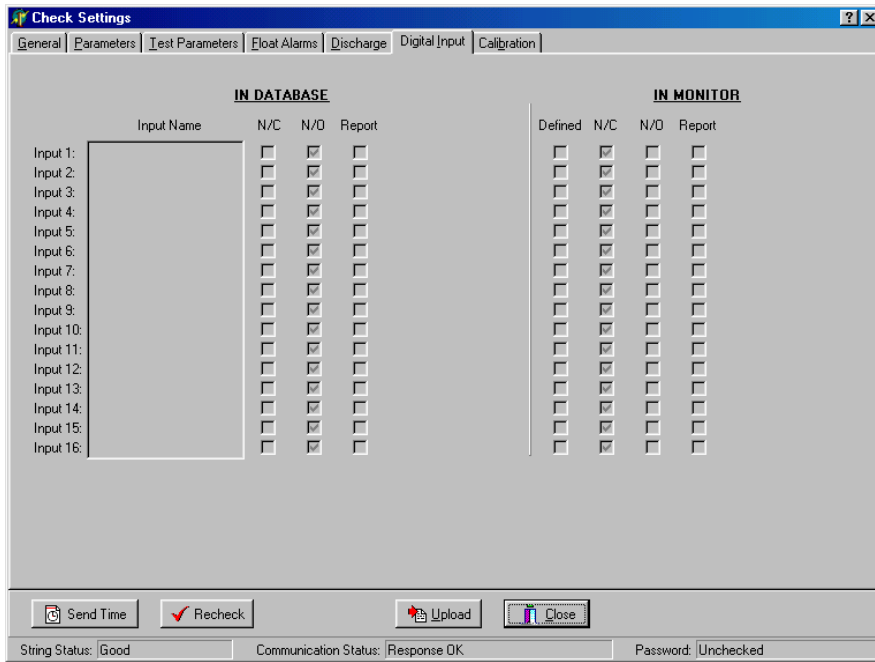 Check Settings
General Parameters Test Parameters Float Alarms Discharge Digital Input Calibration
IN DATABASE IN MONITOR
Input Name N/C N/O Report Defined N/C N/O Report
Input 1:
Input 2:
Input 3:
Input 4:
Input 5:
Input 6:
Input 7:
Input 8:
Input 9:
Input 10:
Input 11:
Input 12:
Input 13:
Input 14:
Input 15:
Input 16:
Send Time Recheck Upload Close
String Status: Good Communication Status: Response OK Password: Unchecked